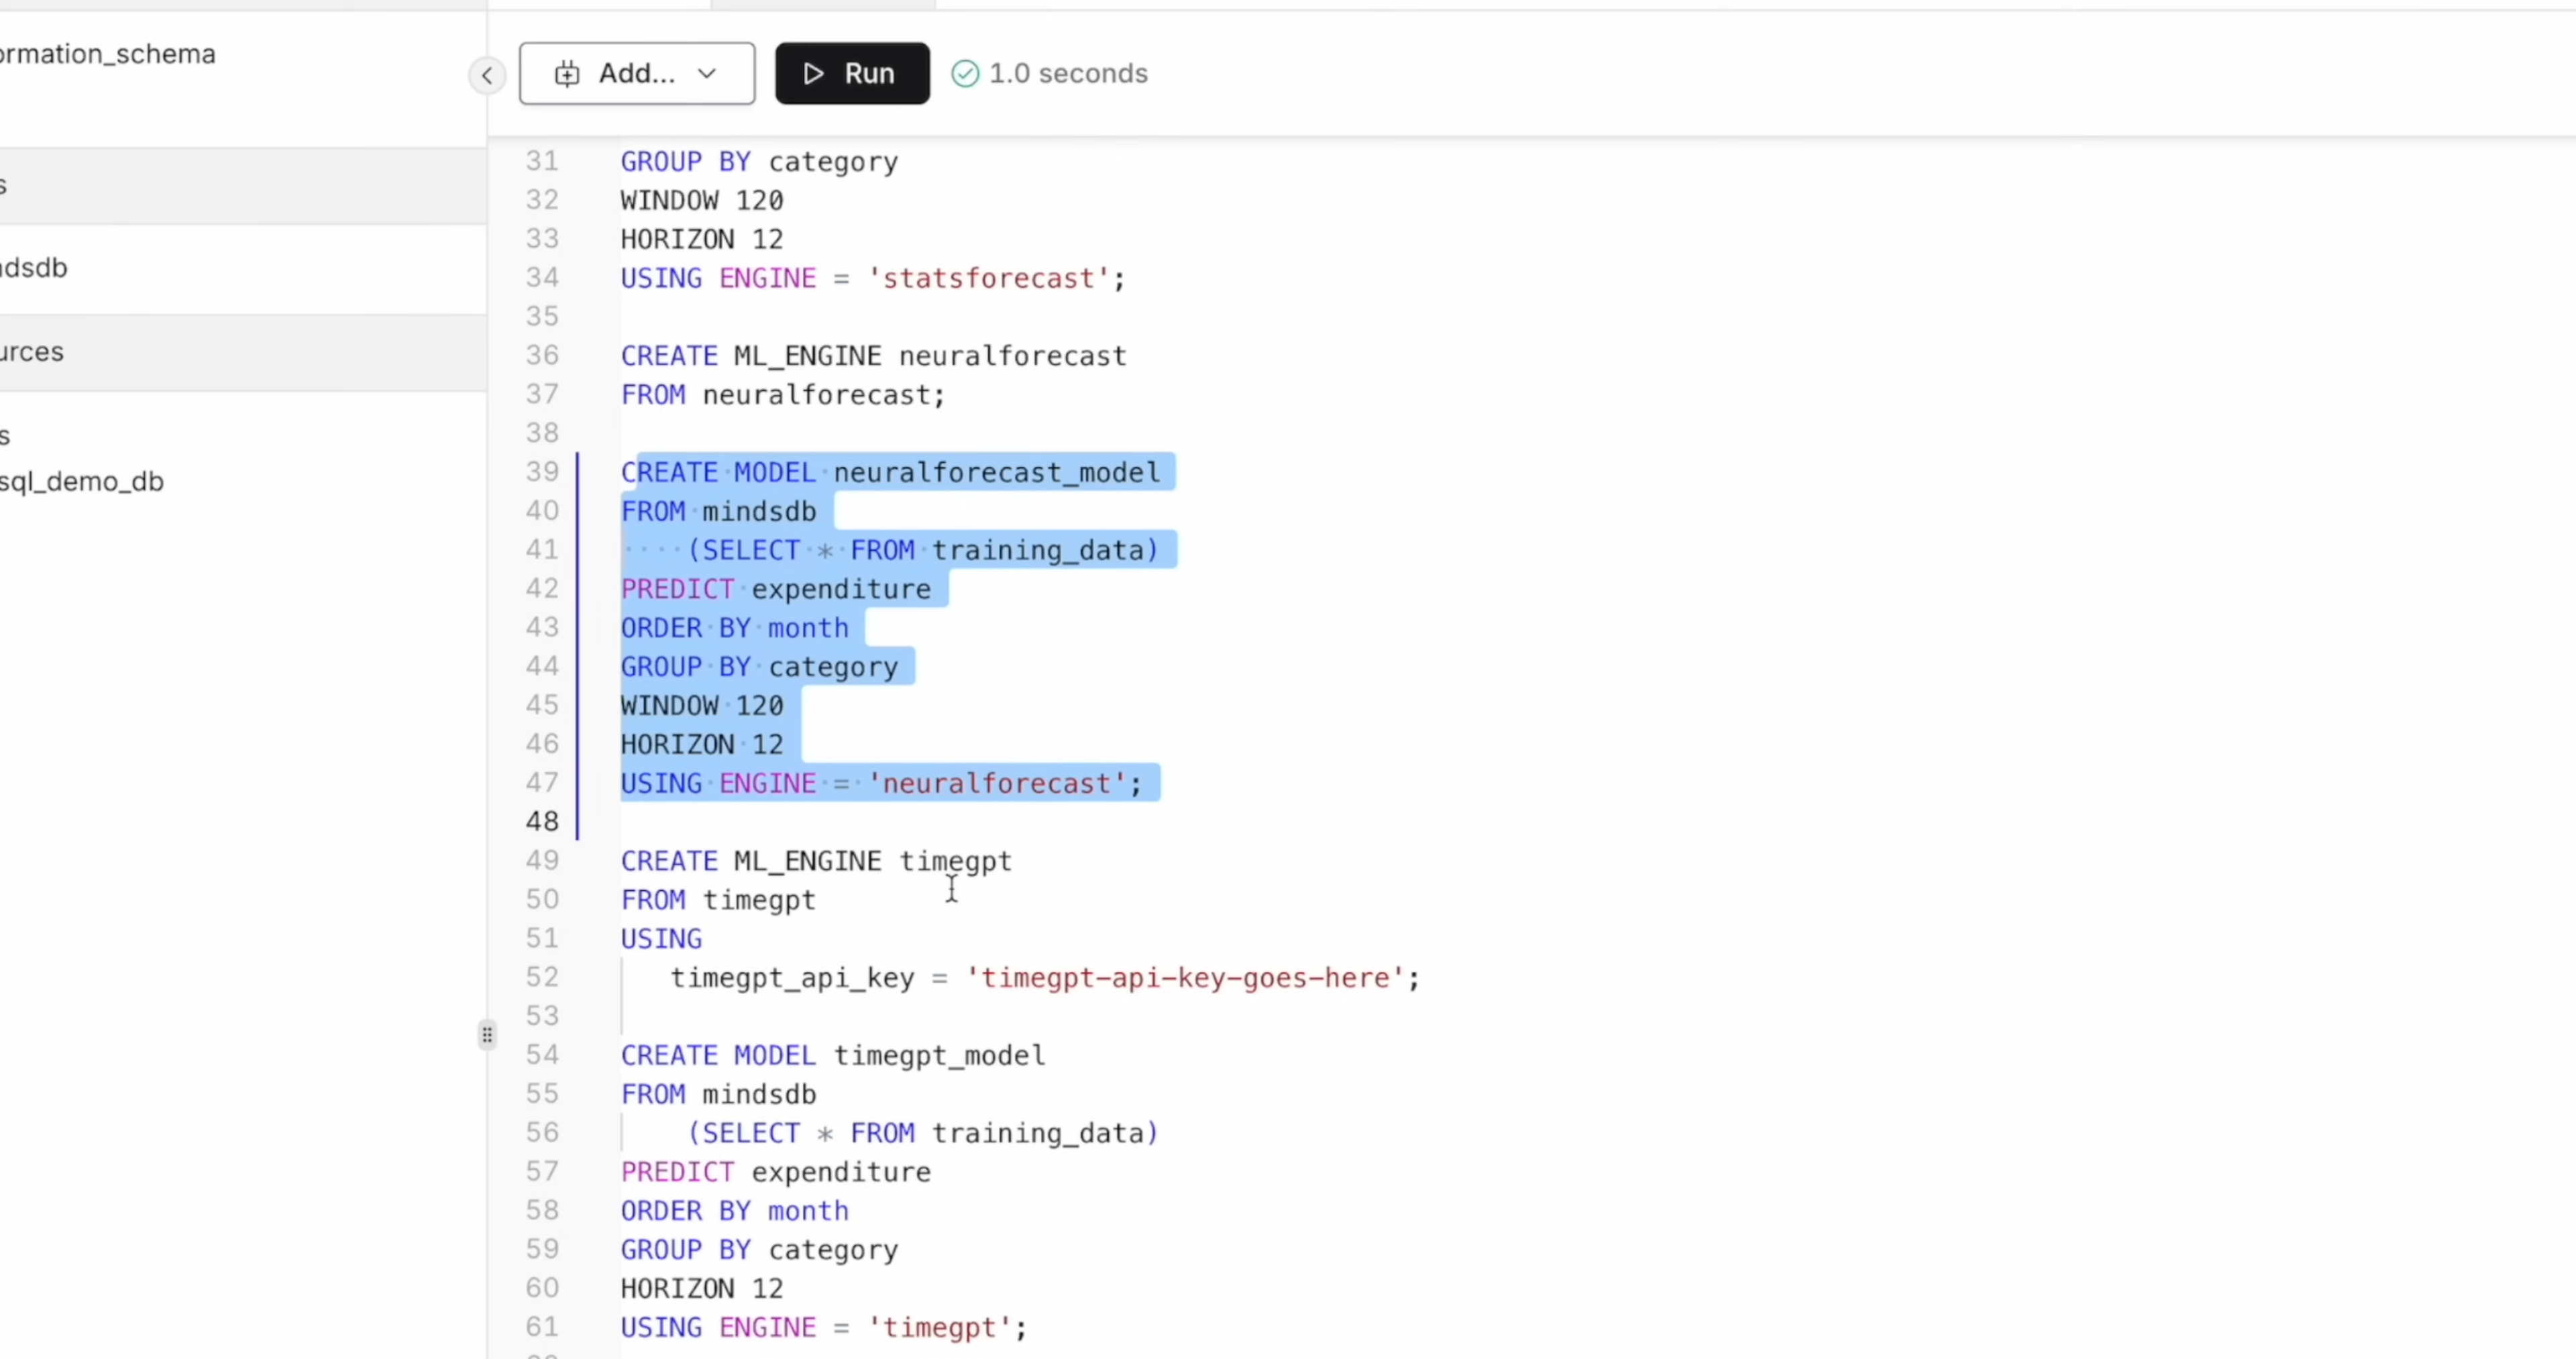 ormation_schema
s
dsdb
urces
s
sql_demo_db
Add...
Run
1.0 seconds
31 GROUP BY category
32 WINDOW 120
33 HORIZON 12
34 USING ENGINE = 'statsforecast';
35
36 CREATE ML_ENGINE neuralforecast
37 FROM neuralforecast;
38
39 CREATE MODEL neuralforecast_model
40 FROM mindsdb
41     (SELECT * FROM training_data)
42 PREDICT expenditure
43 ORDER BY month
44 GROUP BY category
45 WINDOW 120
46 HORIZON 12
47 USING ENGINE = 'neuralforecast';
48
49 CREATE ML_ENGINE timegpt
50 FROM timegpt
51 USING
52    timegpt_api_key = 'timegpt-api-key-goes-here';
53
54 CREATE MODEL timegpt_model
55 FROM mindsdb
56     (SELECT * FROM training_data)
57 PREDICT expenditure
58 ORDER BY month
59 GROUP BY category
60 HORIZON 12
61 USING ENGINE = 'timegpt';